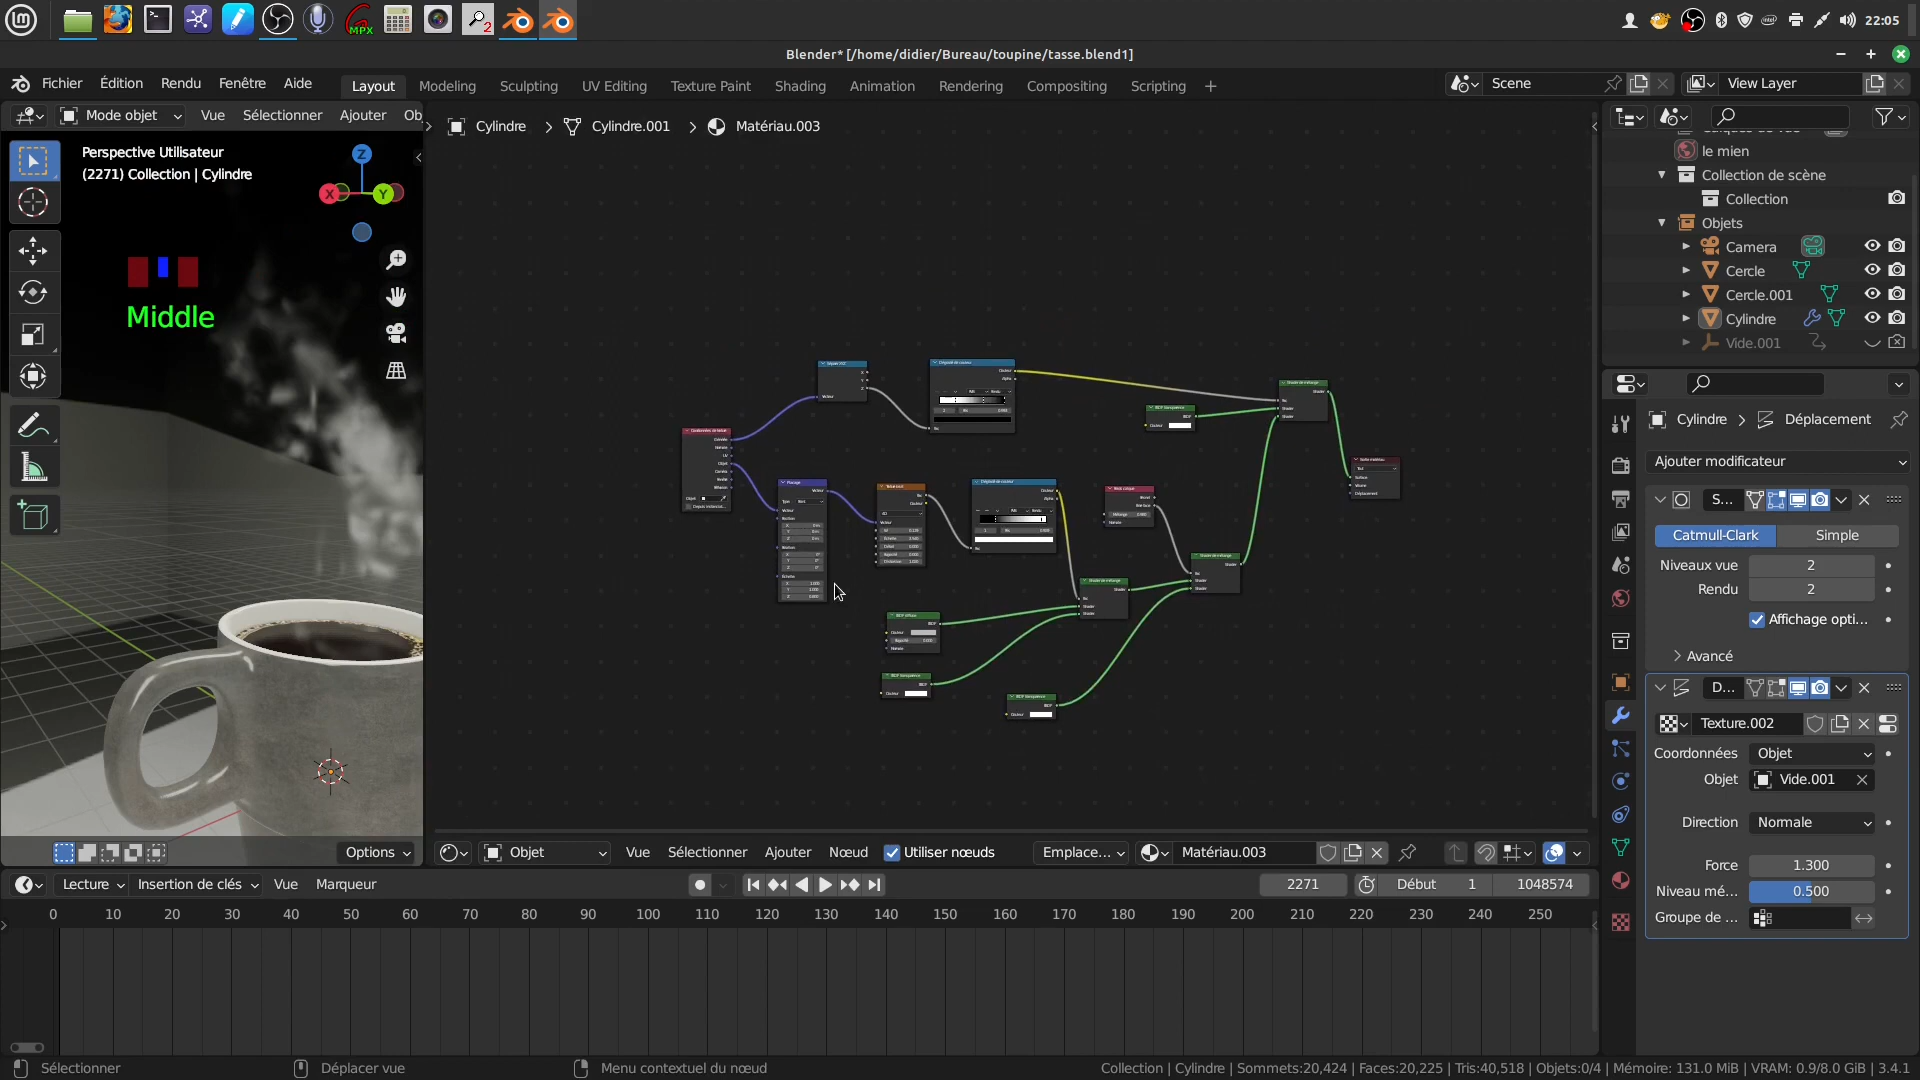 MPX
2
22:05
Blender* [/home/didier/Bureau/toupine/tasse.blend1]
Fichier Édition Rendu Fenêtre Aide
Layout Modeling Sculpting UV Editing Texture Paint Shading Animation Rendering Compositing Scripting +
Scene
View Layer
Mode objet Vue Sélectionner Ajouter Ob
Cylindre > Cylindre.001 > Matériau.003
Perspective Utilisateur
(2271) Collection | Cylindre
Z
X
Y
Middle
le mien
Collection de scène
Collection
Objets
Camera
Cercle
Cercle.001
Cylindre
Vide.001
Cylindre > Déplacement
Ajouter modificateur
S...
Catmull-Clark Simple
Niveaux vue 2
Rendu 2
Affichage opti...
Avancé
D...
Texture.002
Coordonnées Objet
Objet Vide.001
Direction Normale
Force 1.300
Niveau mé... 0.500
Groupe de ...
Options
Objet Vue Sélectionner Ajouter Nœud Utiliser nœuds Emplace... Matériau.003
Lecture Insertion de clés Vue Marqueur
2271 Début 1 1048574
0 10 20 30 40 50 60 70 80 90 100 110 120 130 140 150 160 170 180 190 200 210 220 230 240 250
Sélectionner Déplacer vue Menu contextuel du nœud
Collection | Cylindre | Sommets:20,424 | Faces:20,225 | Tris:40,518 | Objets:0/4 | Mémoire: 131.0 MiB | VRAM: 0.9/8.0 GiB | 3.4.1